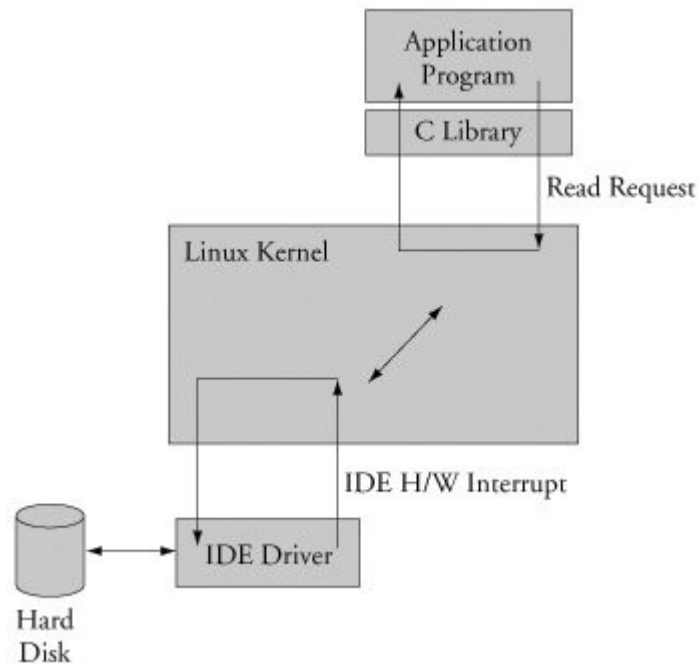 Application
Program
C Library
Read Request
Linux Kernel
IDE H/W Interrupt
IDE Driver
Hard
Disk